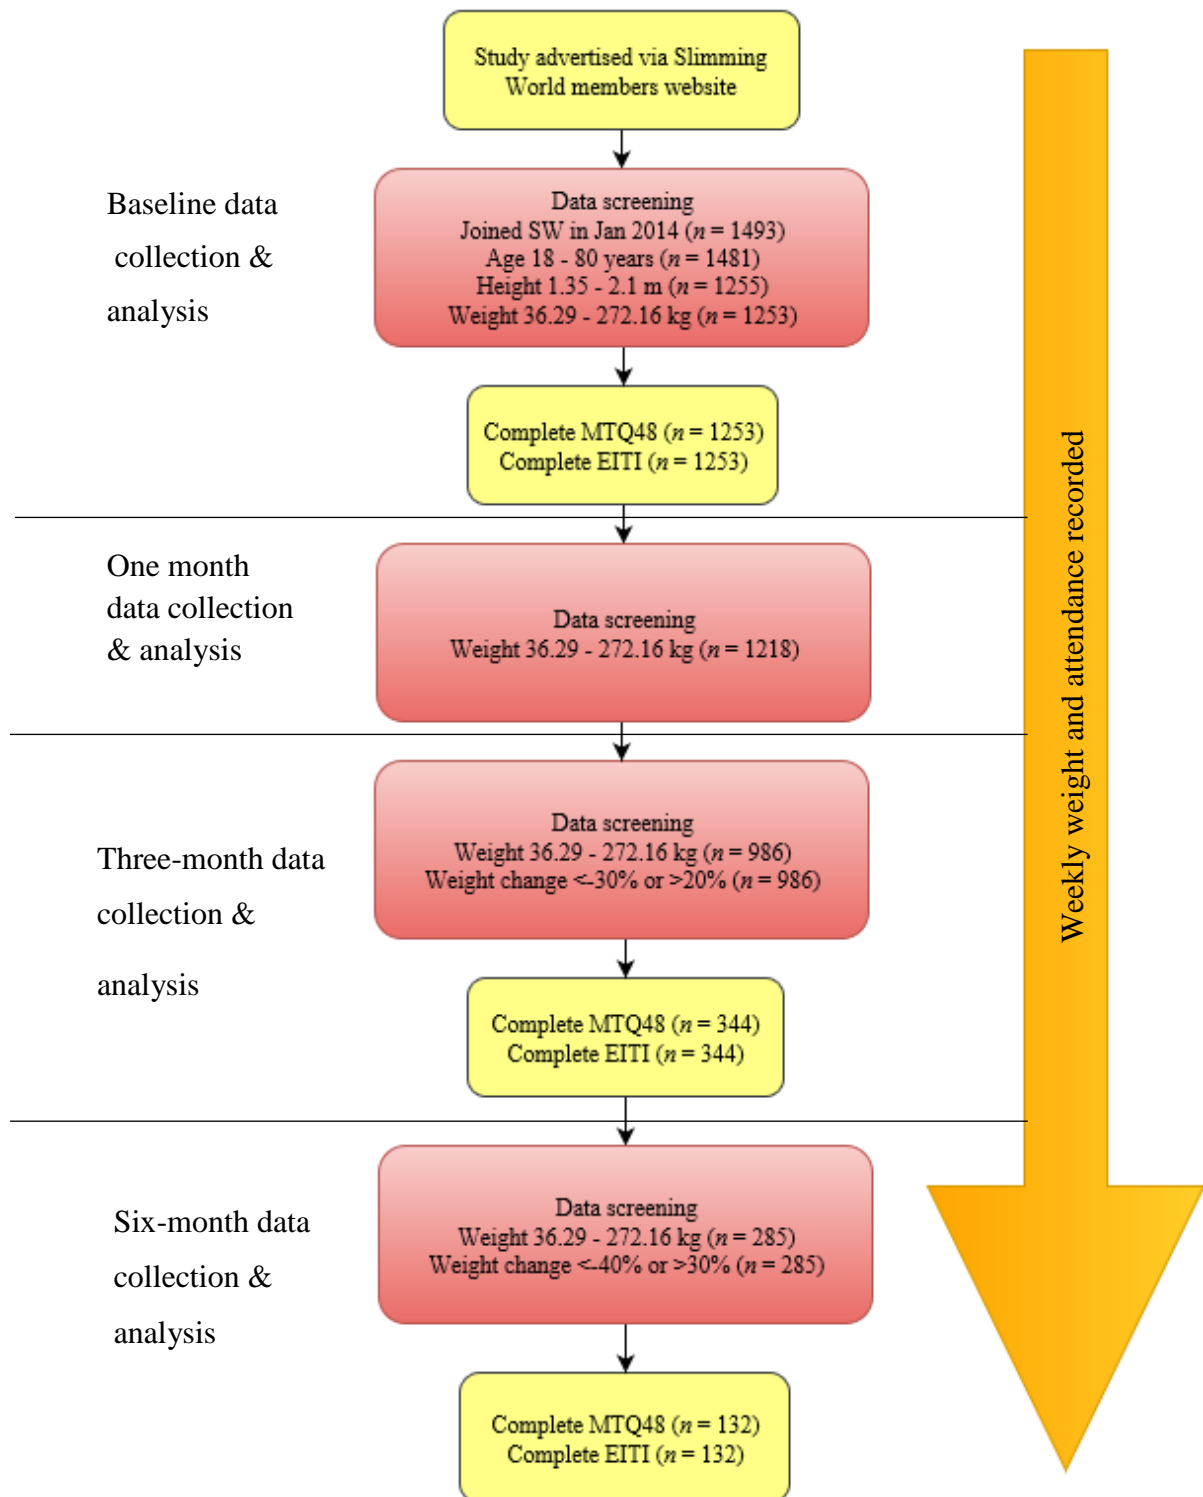 Study advertised via Slimming
World members website
Baseline data
collection &
analysis
Data screening
Joined SW in Jan 2014 (n = 1493)
Age 18 - 80 years (n = 1481)
Height 1.35 - 2.1 m (n = 1255)
Weight 36.29 - 272.16 kg (n = 1253)
Complete MTQ48 (n = 1253)
Complete EITI (n = 1253)
One month
data collection
& analysis
Data screening
Weight 36.29 - 272.16 kg (n = 1218)
Three-month data
collection &
analysis
Data screening
Weight 36.29 - 272.16 kg (n = 986)
Weight change <-30% or >20% (n = 986)
Complete MTQ48 (n = 344)
Complete EITI (n = 344)
Six-month data
collection &
analysis
Data screening
Weight 36.29 - 272.16 kg (n = 285)
Weight change <-40% or >30% (n = 285)
Complete MTQ48 (n = 132)
Complete EITI (n = 132)
Weekly weight and attendance recorded